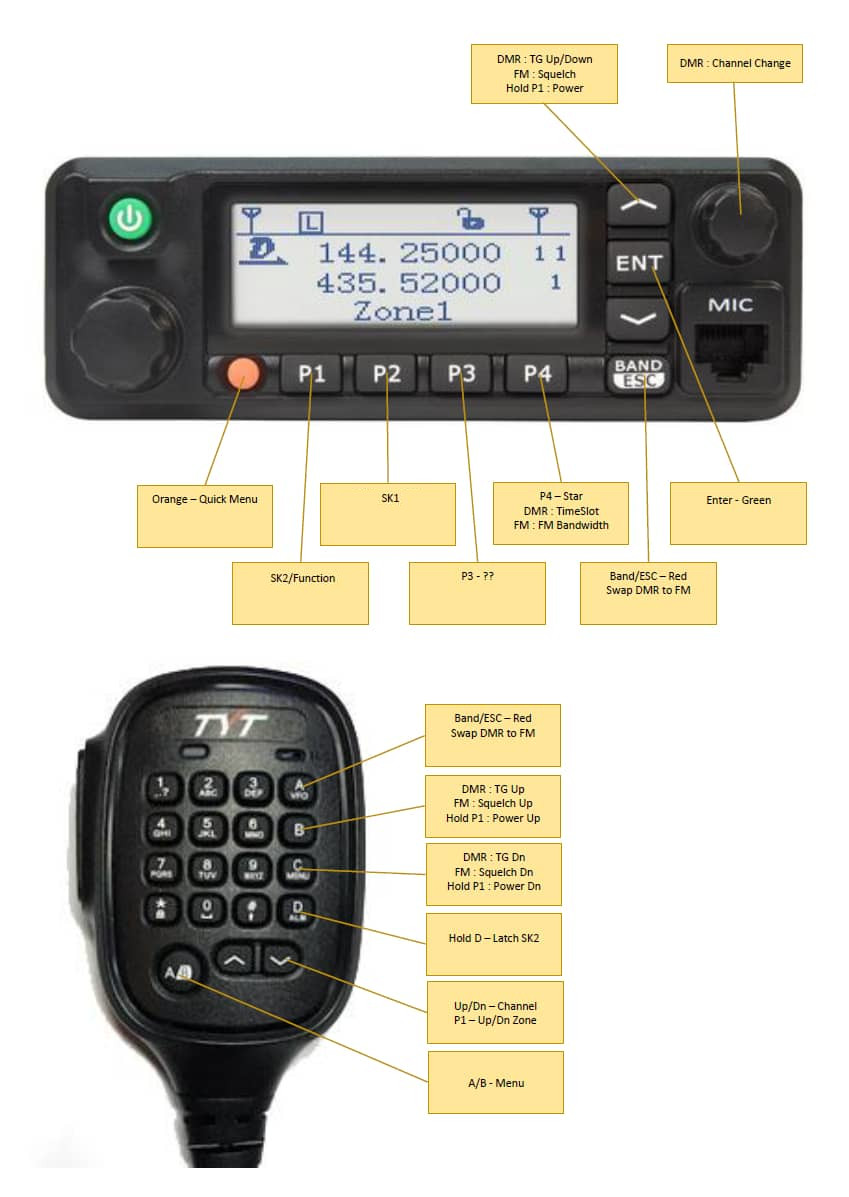 DMR : TG Up/Down
FM : Squelch
Hold P1 : Power
DMR : Channel Change
L
D
144. 25000 1 1
435. 52000 1
Zone1
ENT
MIC
P1
P2
P3
P4
BAND
ESC
Orange – Quick Menu
SK1
P4 – Star
DMR : TimeSlot
FM : FM Bandwidth
Enter - Green
SK2/Function
P3 - ??
Band/ESC – Red
Swap DMR to FM
TYT
1
..?
2
ABC
3
DEF
A
VFO
4
GHI
5
JKL
6
MNO
B
7
PQRS
8
TUV
9
WXYZ
C
MENU
*
0
#
D
ALM
A/B
Band/ESC – Red
Swap DMR to FM
DMR : TG Up
FM : Squelch Up
Hold P1 : Power Up
DMR : TG Dn
FM : Squelch Dn
Hold P1 : Power Dn
Hold D – Latch SK2
Up/Dn – Channel
P1 – Up/Dn Zone
A/B - Menu